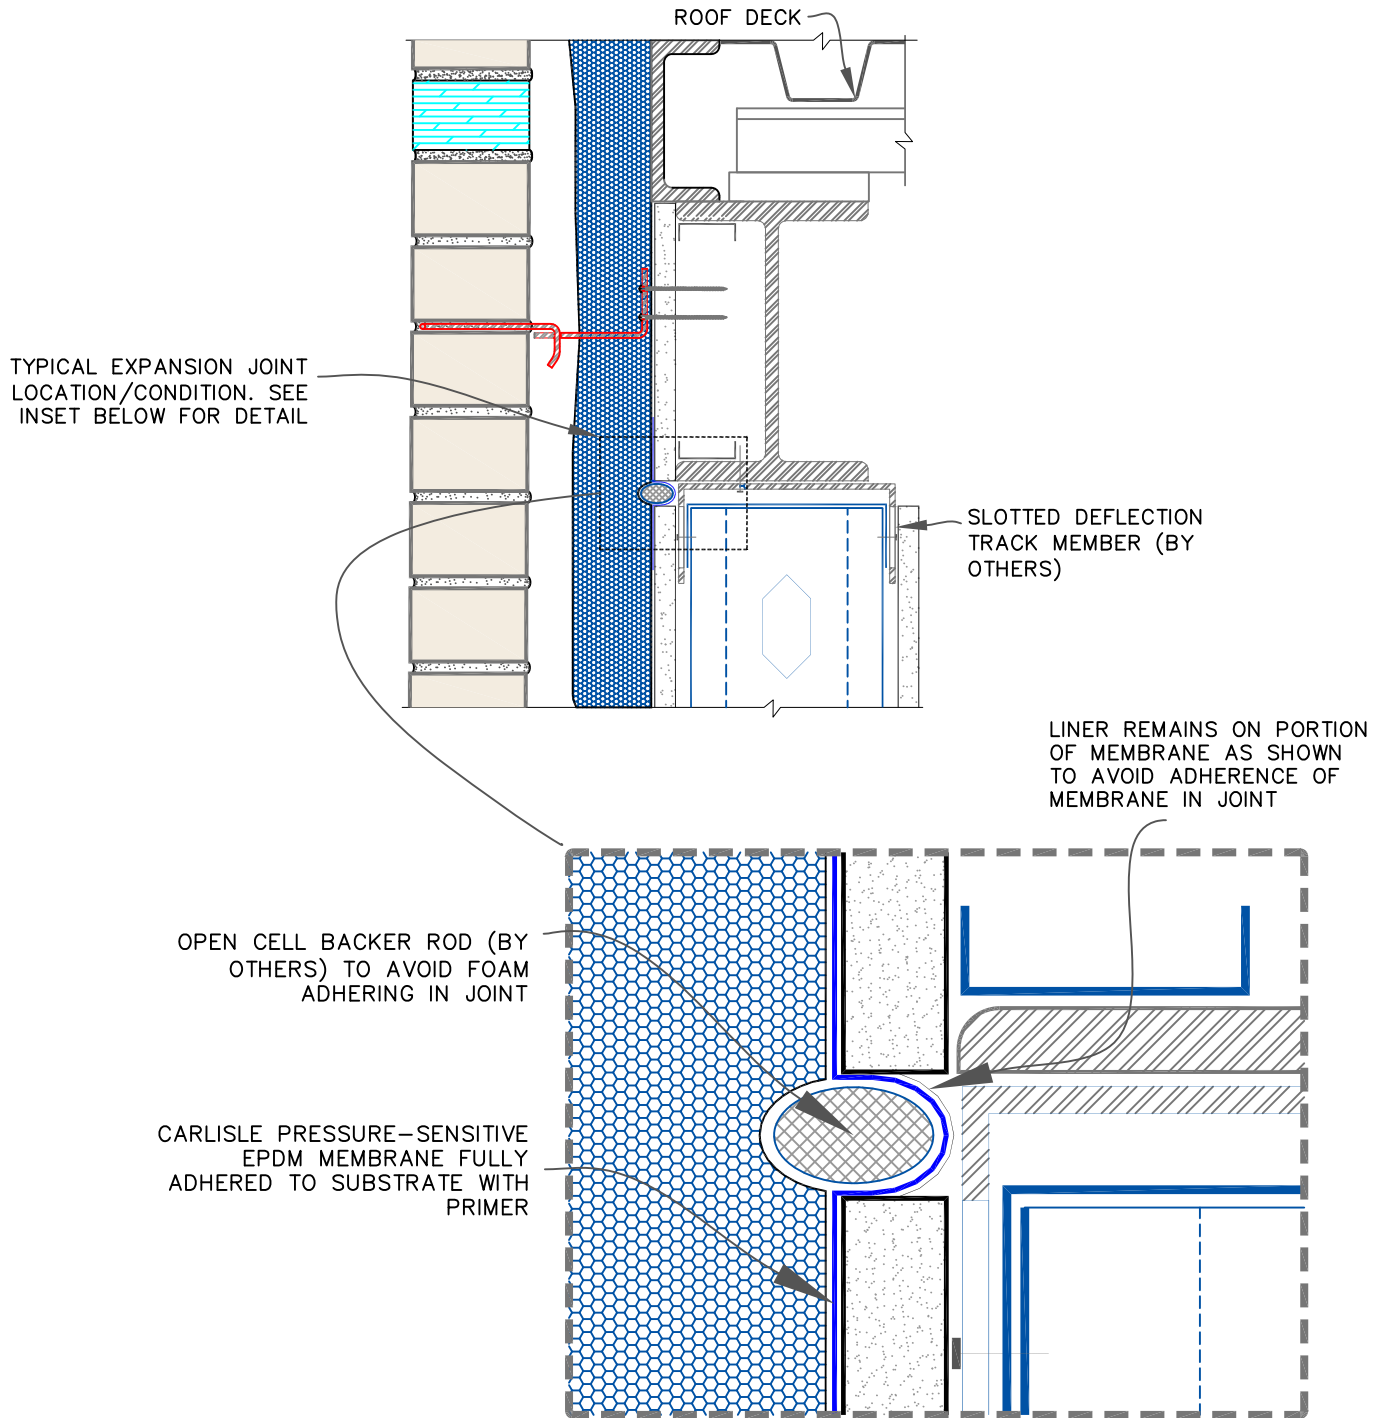 ROOF DECK
TYPICAL EXPANSION JOINT
LOCATION/CONDITION. SEE
INSET BELOW FOR DETAIL
SLOTTED DEFLECTION
TRACK MEMBER (BY
OTHERS)
LINER REMAINS ON PORTION
OF MEMBRANE AS SHOWN
TO AVOID ADHERENCE OF
MEMBRANE IN JOINT
OPEN CELL BACKER ROD (BY
OTHERS) TO AVOID FOAM
ADHERING IN JOINT
CARLISLE PRESSURE–SENSITIVE
EPDM MEMBRANE FULLY
ADHERED TO SUBSTRATE WITH
PRIMER